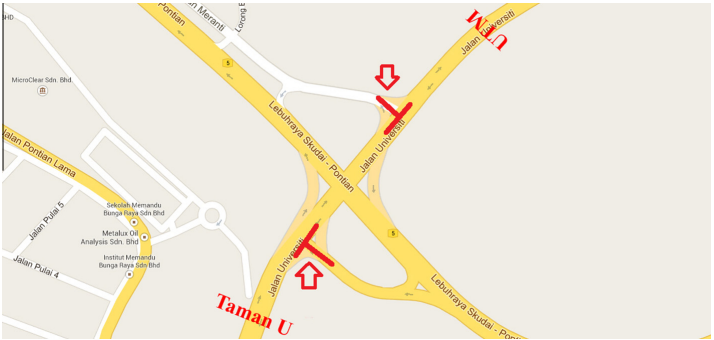 BHD
n Meranti
Lorong B
- Pontian
UTM
Jalan Universiti
5
MicroClear Sdn. Bhd.
Lebuhraya Skudai - Pontian
Jalan Universiti
Jalan Pontian Lama
Sekolah Memandu
Bunga Raya Sdn Bhd
Jalan Pulai 5
Metalux Oil
Analysis Sdn. Bhd
5
Jalan Universiti
Institut Memandu
Bunga Raya Sdn Bhd
Jalan Pulai 4
Lebuhraya Skudai - Pontian
Taman U